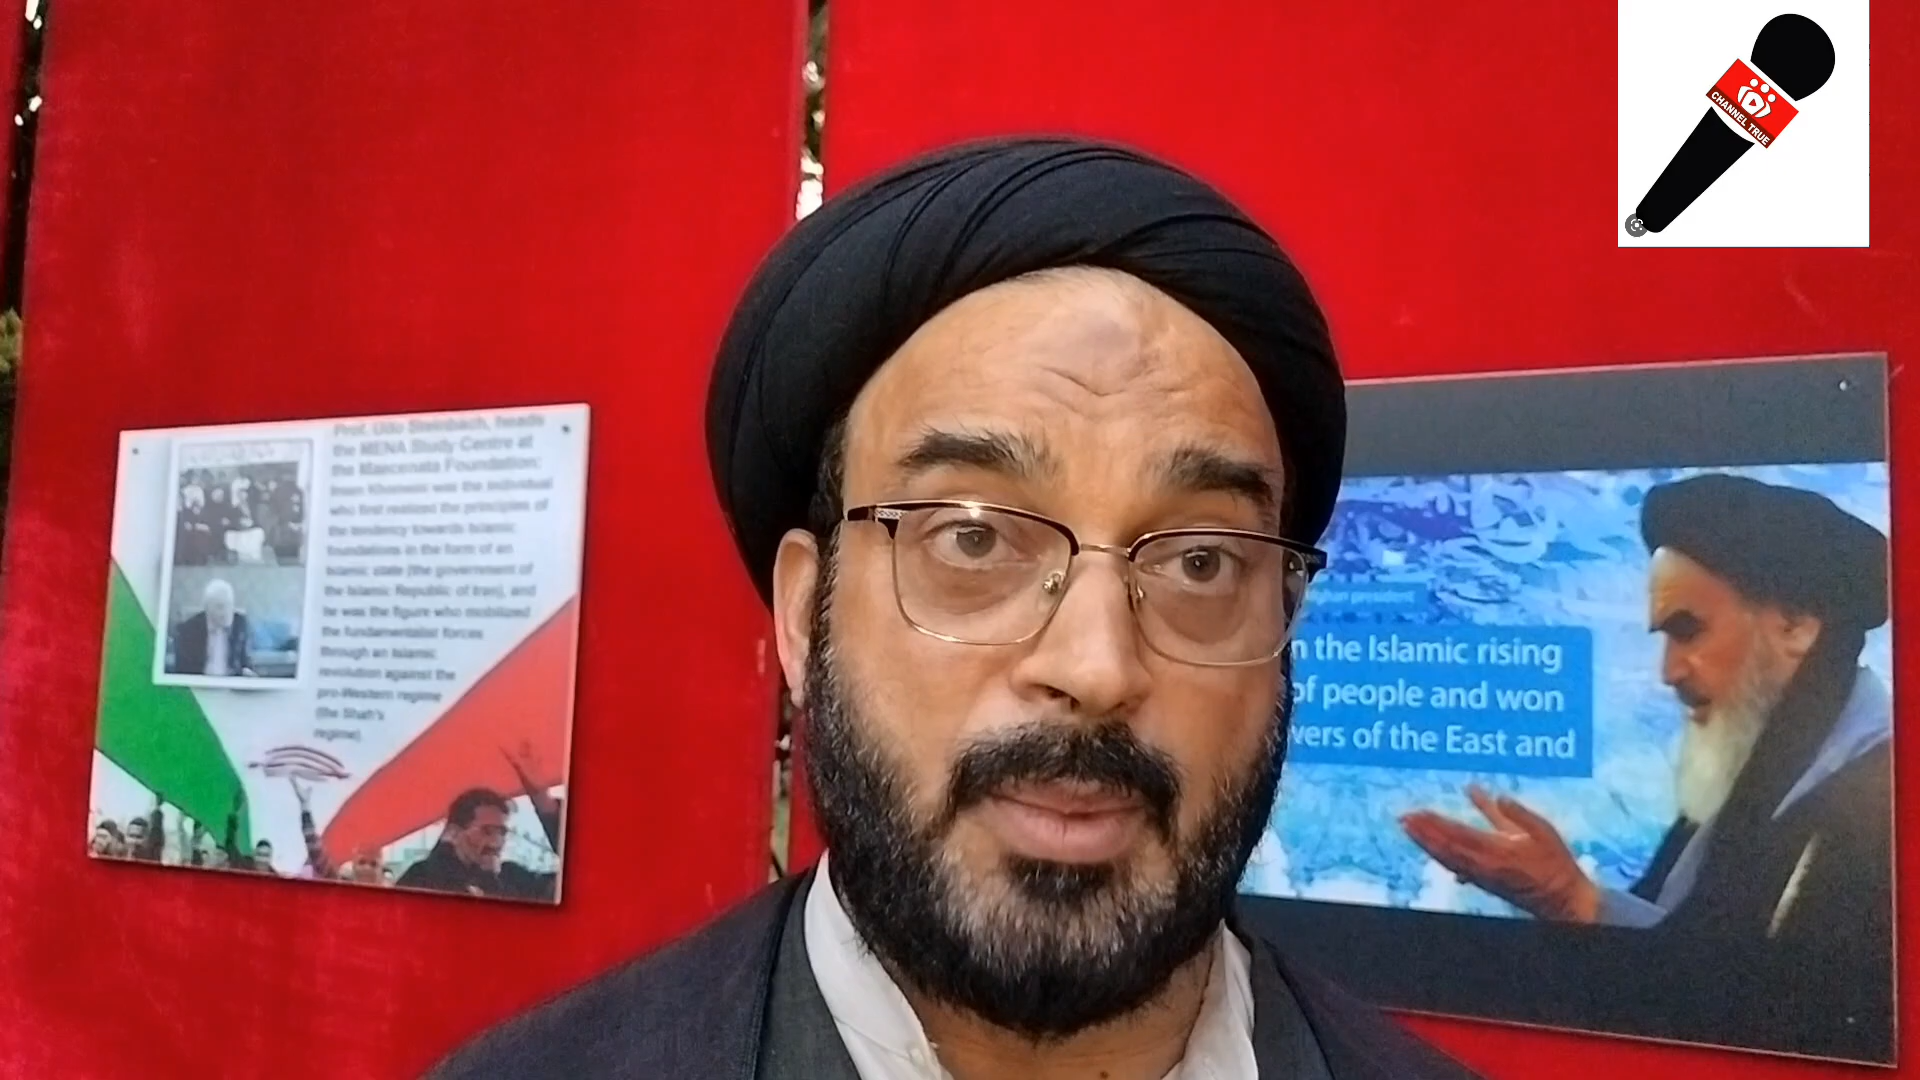 Prof. Udo Steinbach, heads
the MENA Study Centre at
the Maecenata Foundation:
Imam Khomeini was the individual
who first realized the principles of
the tendency towards Islamic
foundations in the form of an
Islamic state (the government of
the Islamic Republic of Iran), and
he was the figure who mobilized
the fundamentalist forces
through an Islamic
revolution against the
pro-Western regime
(the Shah's
regime)
CHANNEL TRUE
fghan president
n the Islamic rising
of people and won
wers of the East and